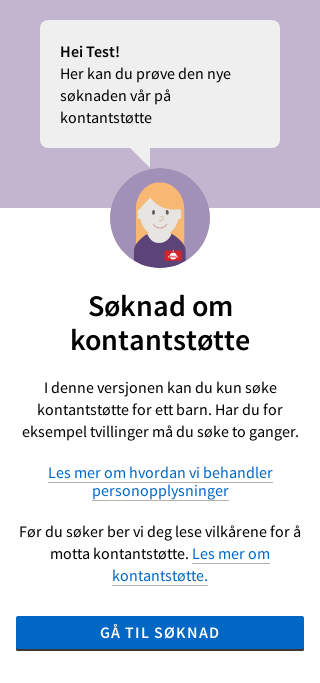 Hei Test!
Her kan du prøve den nye
søknaden vår på
kontantstøtte
Søknad om
kontantstøtte
I denne versjonen kan du kun søke
kontantstøtte for ett barn. Har du for
eksempel tvillinger må du søke to ganger.
Les mer om hvordan vi behandler
personopplysninger
Før du søker ber vi deg lese vilkårene for å
motta kontantstøtte. Les mer om
kontantstøtte.
GÅ TIL SØKNAD